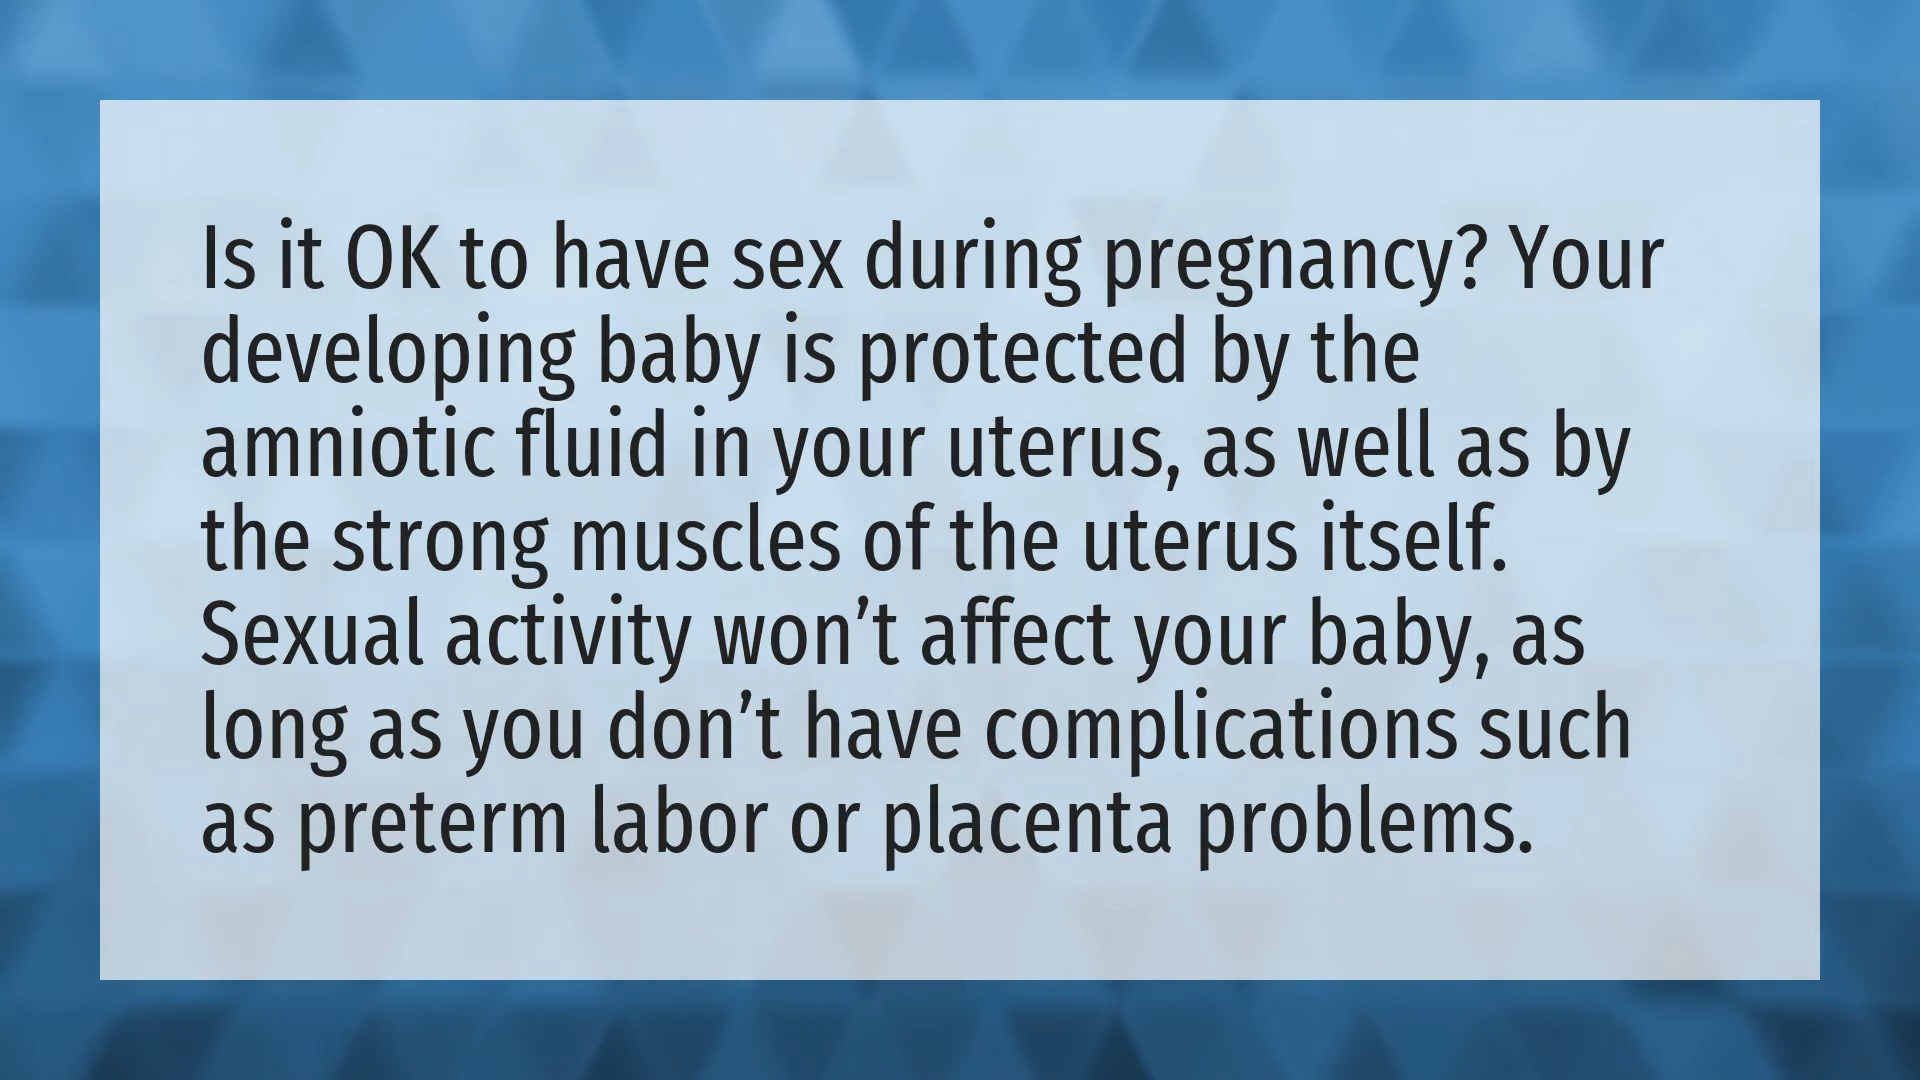 Is it OK to have sex during pregnancy? Your
developing baby is protected by the
amniotic fluid in your uterus, as well as by
the strong muscles of the uterus itself.
Sexual activity won’t affect your baby, as
long as you don’t have complications such
as preterm labor or placenta problems.